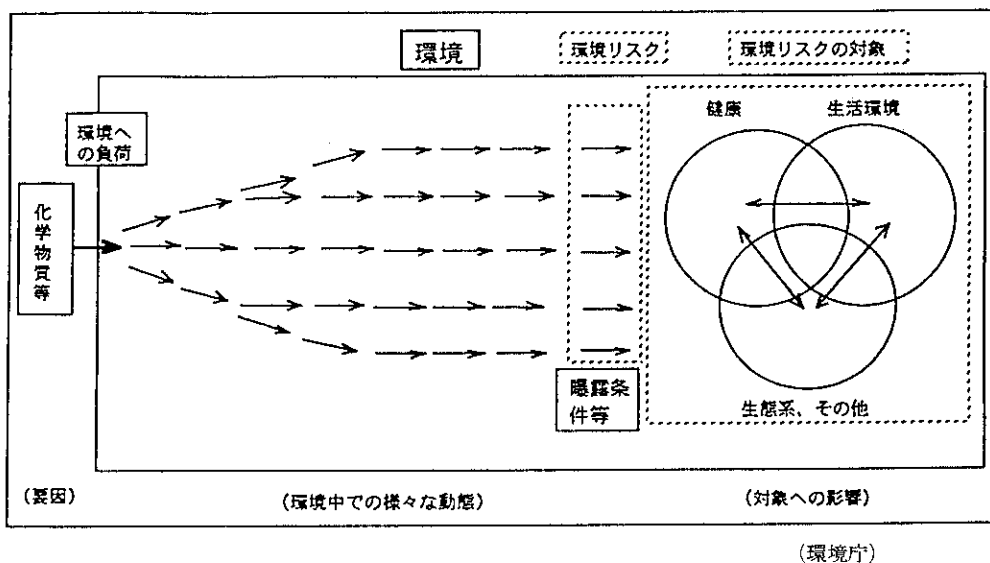 環境
環境リスク
環境リスクの対象
健康
生活環境
環境へ
の負荷
化学物質等
曝露条
件等
生態系、その他
(要因)
(環境中での様々な動態)
(対象への影響)
(環境庁)